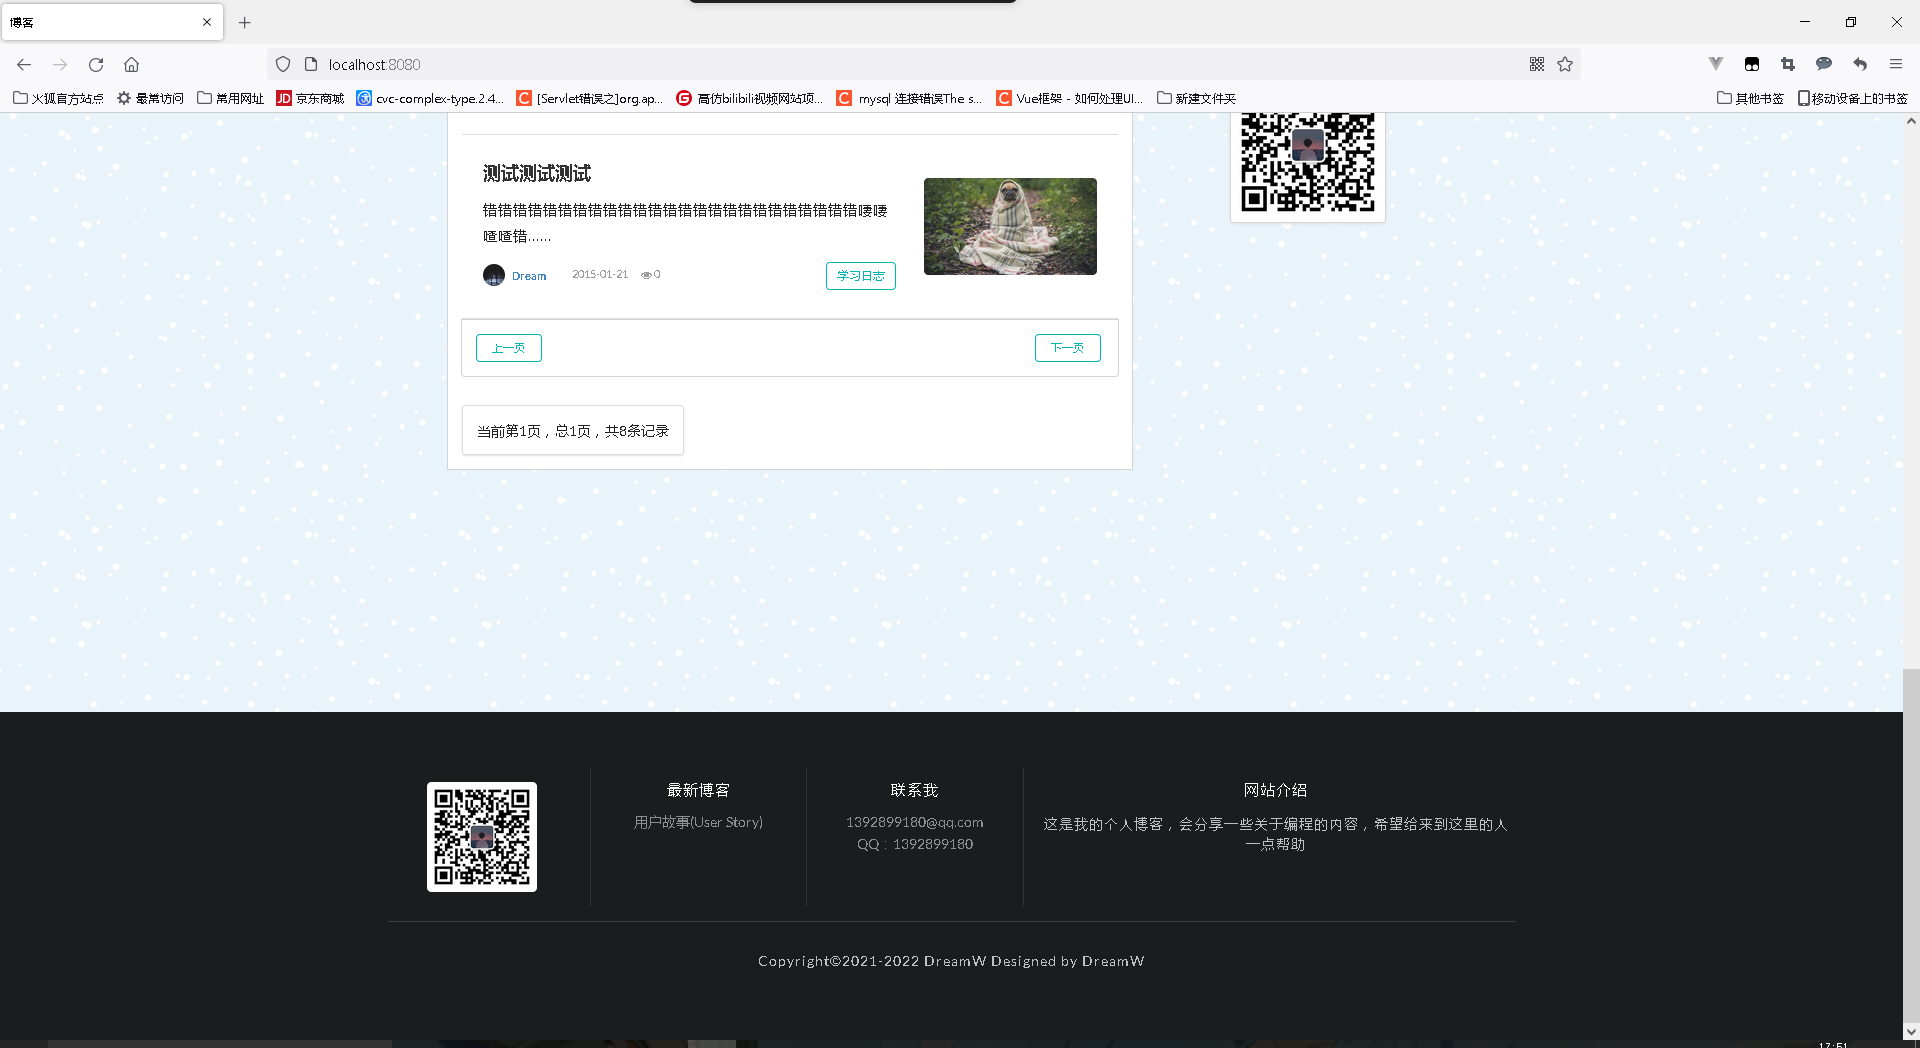 博客
localhost:8080
火狐官方站点 最常访问 常用网址 京东商城 cvc-complex-type.2.4... [Servlet错误之]org.ap... 高仿bilibili视频网站项... mysql 连接错误The s... Vue框架 - 如何处理UI... 新建文件夹 其他书签 移动设备上的书签
测试测试测试
错错错错错错错错错错错错错错错错错错错错错错错错错喽喽
喳喳错......
Dream 2015-01-21 0 学习日志
上一页 下一页
当前第1页，总1页，共8条记录
最新博客 联系我 网站介绍
用户故事(User Story) 1392899180@qq.com 这是我的个人博客，会分享一些关于编程的内容，希望给来到这里的人
QQ：1392899180 一点帮助
Copyright©2021-2022 DreamW Designed by DreamW
17:51